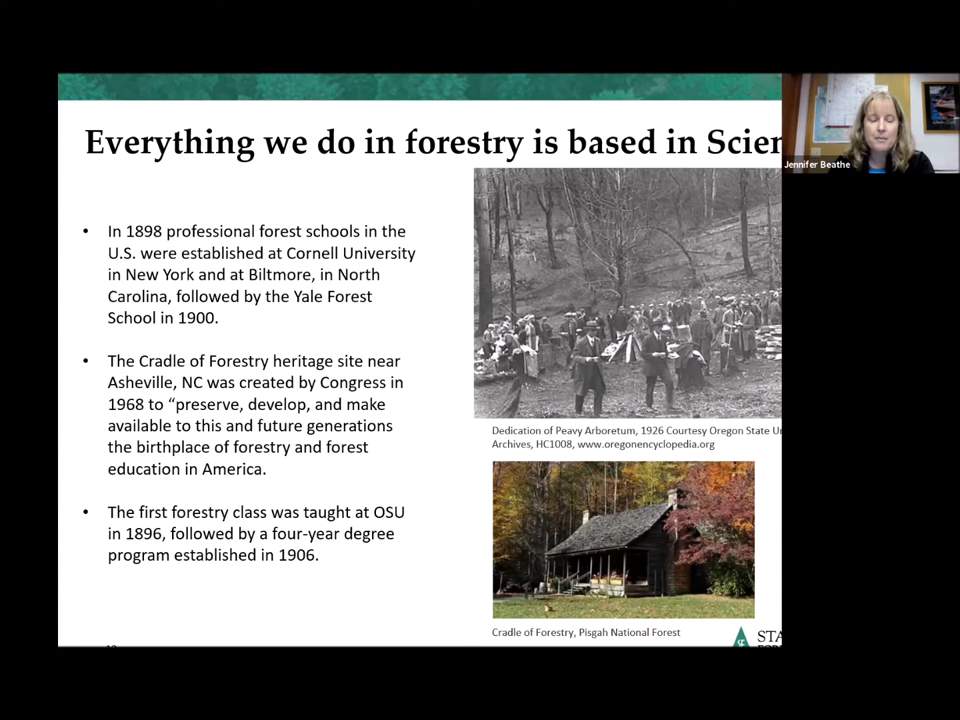 Everything we do in forestry is based in Scien
Jennifer Beathe
• In 1898 professional forest schools in the
U.S. were established at Cornell University
in New York and at Biltmore, in North
Carolina, followed by the Yale Forest
School in 1900.
• The Cradle of Forestry heritage site near
Asheville, NC was created by Congress in
1968 to “preserve, develop, and make
available to this and future generations
the birthplace of forestry and forest
education in America.
• The first forestry class was taught at OSU
in 1896, followed by a four-year degree
program established in 1906.
Dedication of Peavy Arboretum, 1926 Courtesy Oregon State Un
Archives, HC1008, www.oregonencyclopedia.org
Cradle of Forestry, Pisgah National Forest
STA